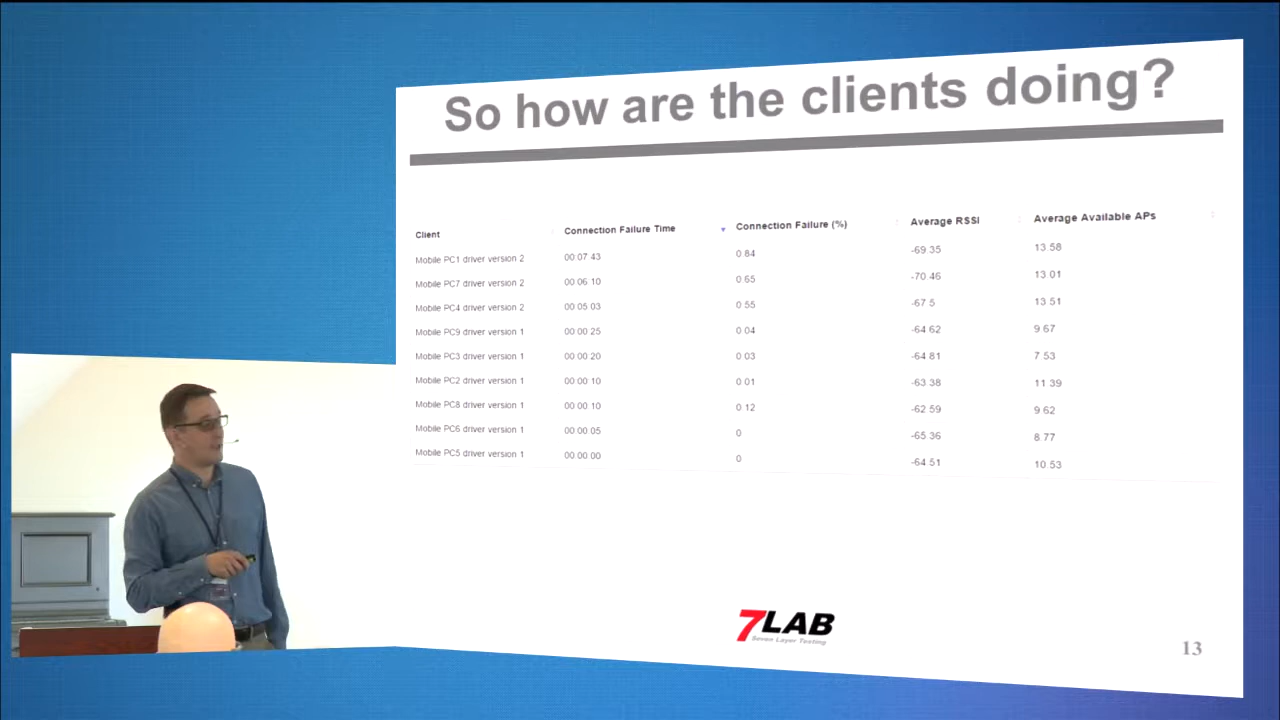 So how are the clients doing?
Client Connection Failure Time Connection Failure (%) Average RSSI Average Available APs
Mobile PC1 driver version 2 00 07 43 0 84 -69 35 13 58
Mobile PC7 driver version 2 00 06 10 0 65 -70 46 13 01
Mobile PC4 driver version 2 00 05 03 0 55 -67 5 13 51
Mobile PC9 driver version 1 00 00 25 0 04 -64 62 9 67
Mobile PC3 driver version 1 00 00 20 0 03 -64 81 7 53
Mobile PC2 driver version 1 00 00 10 0 01 -63 38 11 39
Mobile PC8 driver version 1 00 00 10 0 12 -62 59 9 62
Mobile PC6 driver version 1 00 00 05 0 -65 36 8 77
Mobile PC5 driver version 1 00 00 00 0 -64 51 10 53
7LAB
Seven Layer Testing
13